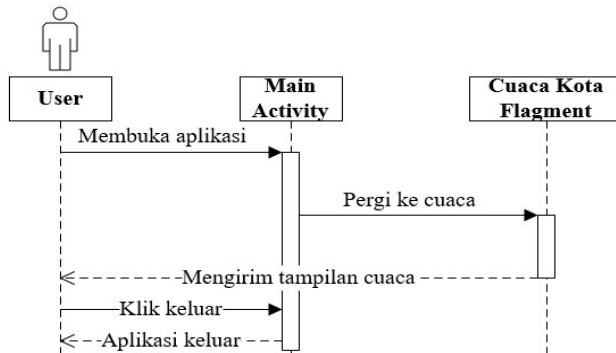 User
Main
Activity
Cuaca Kota
Flagment
Membuka aplikasi
Pergi ke cuaca
Mengirim tampilan cuaca
Klik keluar
Aplikasi keluar